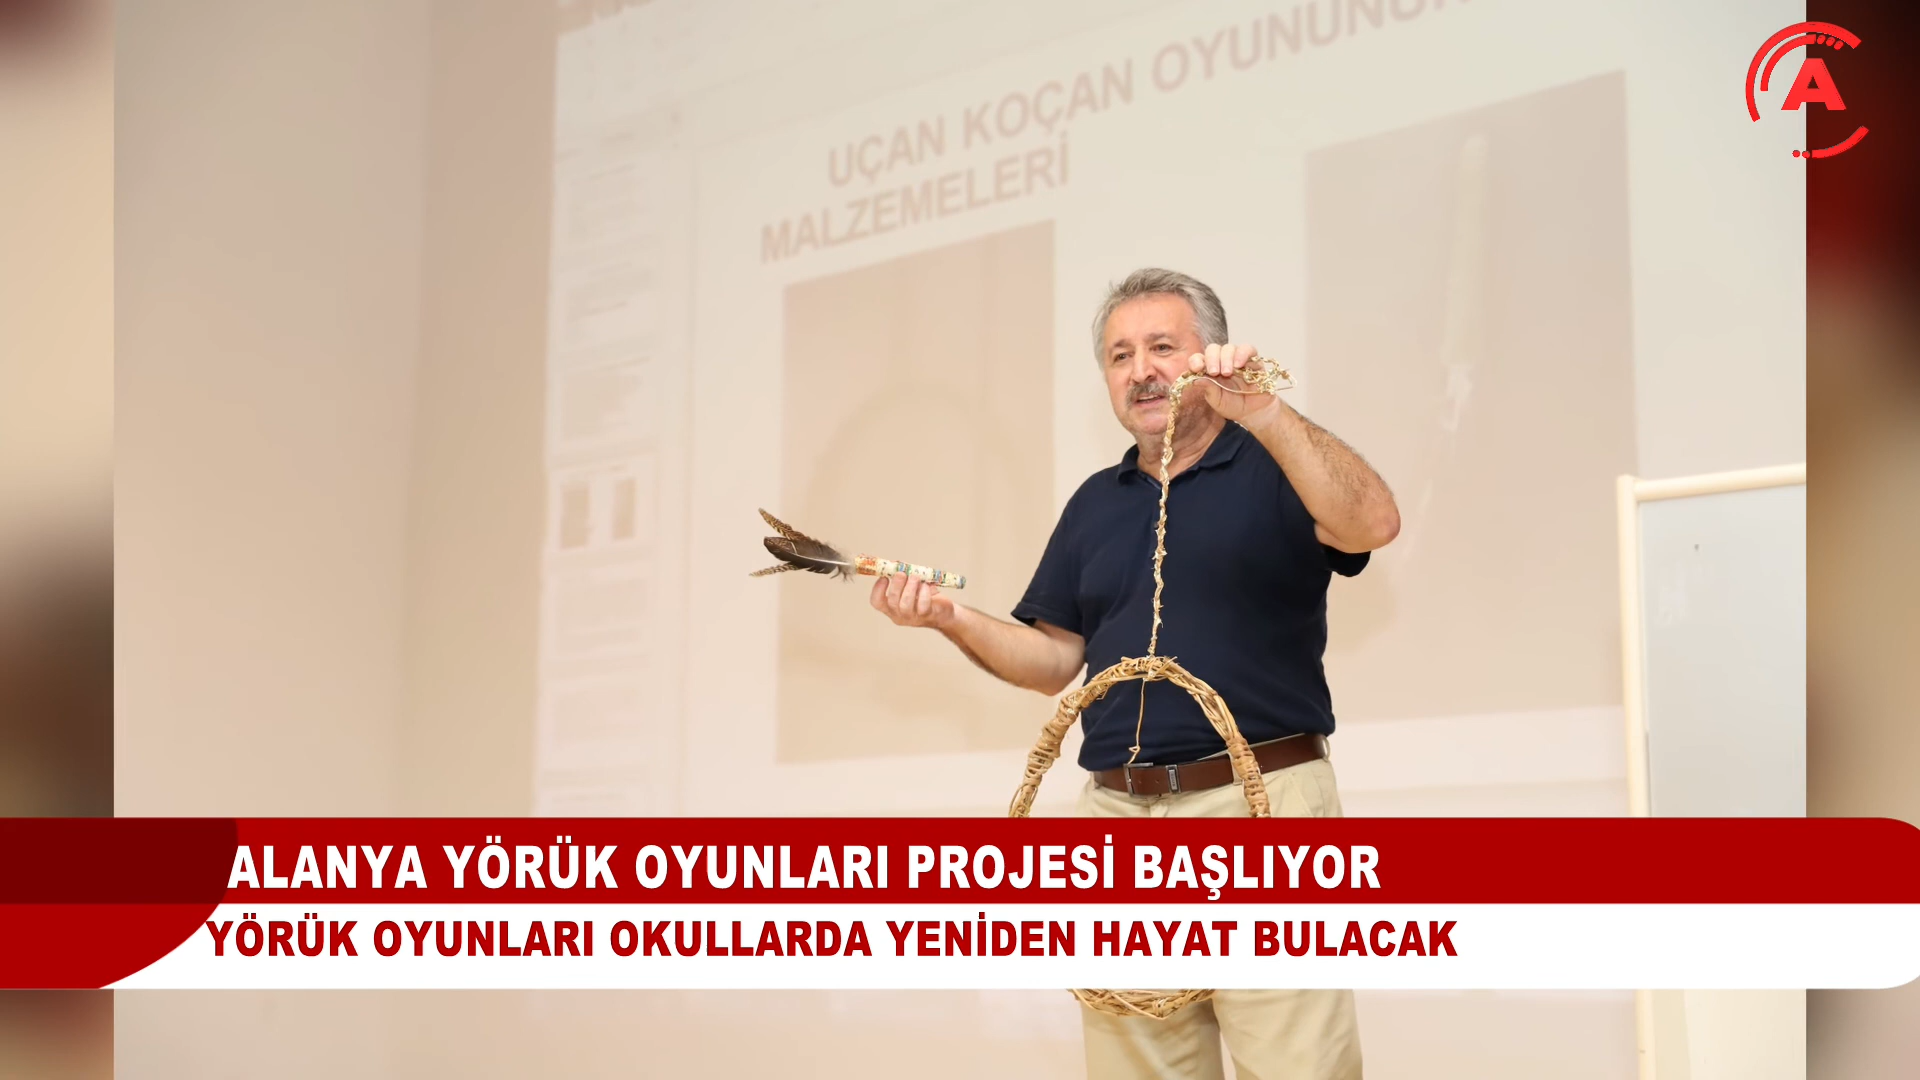 UÇAN KOÇAN OYUNUNUN
MALZEMELERİ
A
ALANYA YÖRÜK OYUNLARI PROJESİ BAŞLIYOR
YÖRÜK OYUNLARI OKULLARDA YENİDEN HAYAT BULACAK